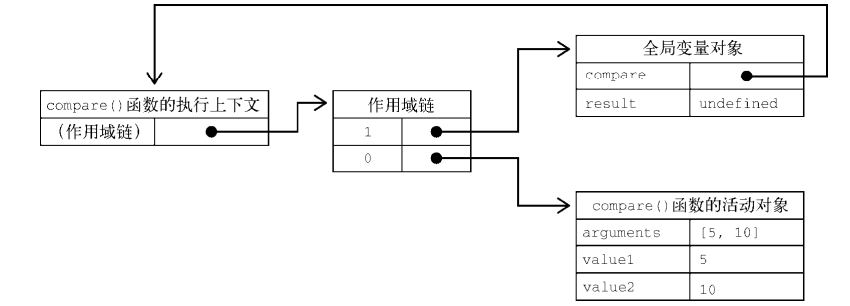 全局变量对象
compare
result undefined
compare()函数的执行上下文
(作用域链)
作用域链
1
0
compare()函数的活动对象
arguments [5, 10]
value1 5
value2 10